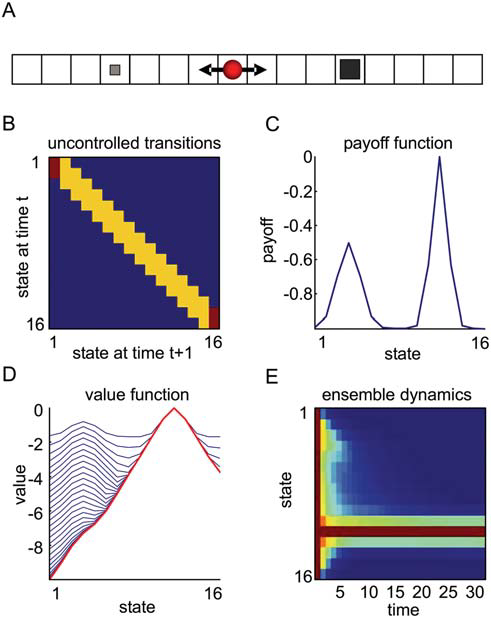 A
B
uncontrolled transitions
1
state at time t
16
1
16
state at time t+1
C
payoff function
0
-0.2
-0.4
-0.6
-0.8
payoff
1
16
state
D
value function
0
-2
-4
-6
-8
value
1
16
state
E
ensemble dynamics
1
state
16
5 10 15 20 25 30
time